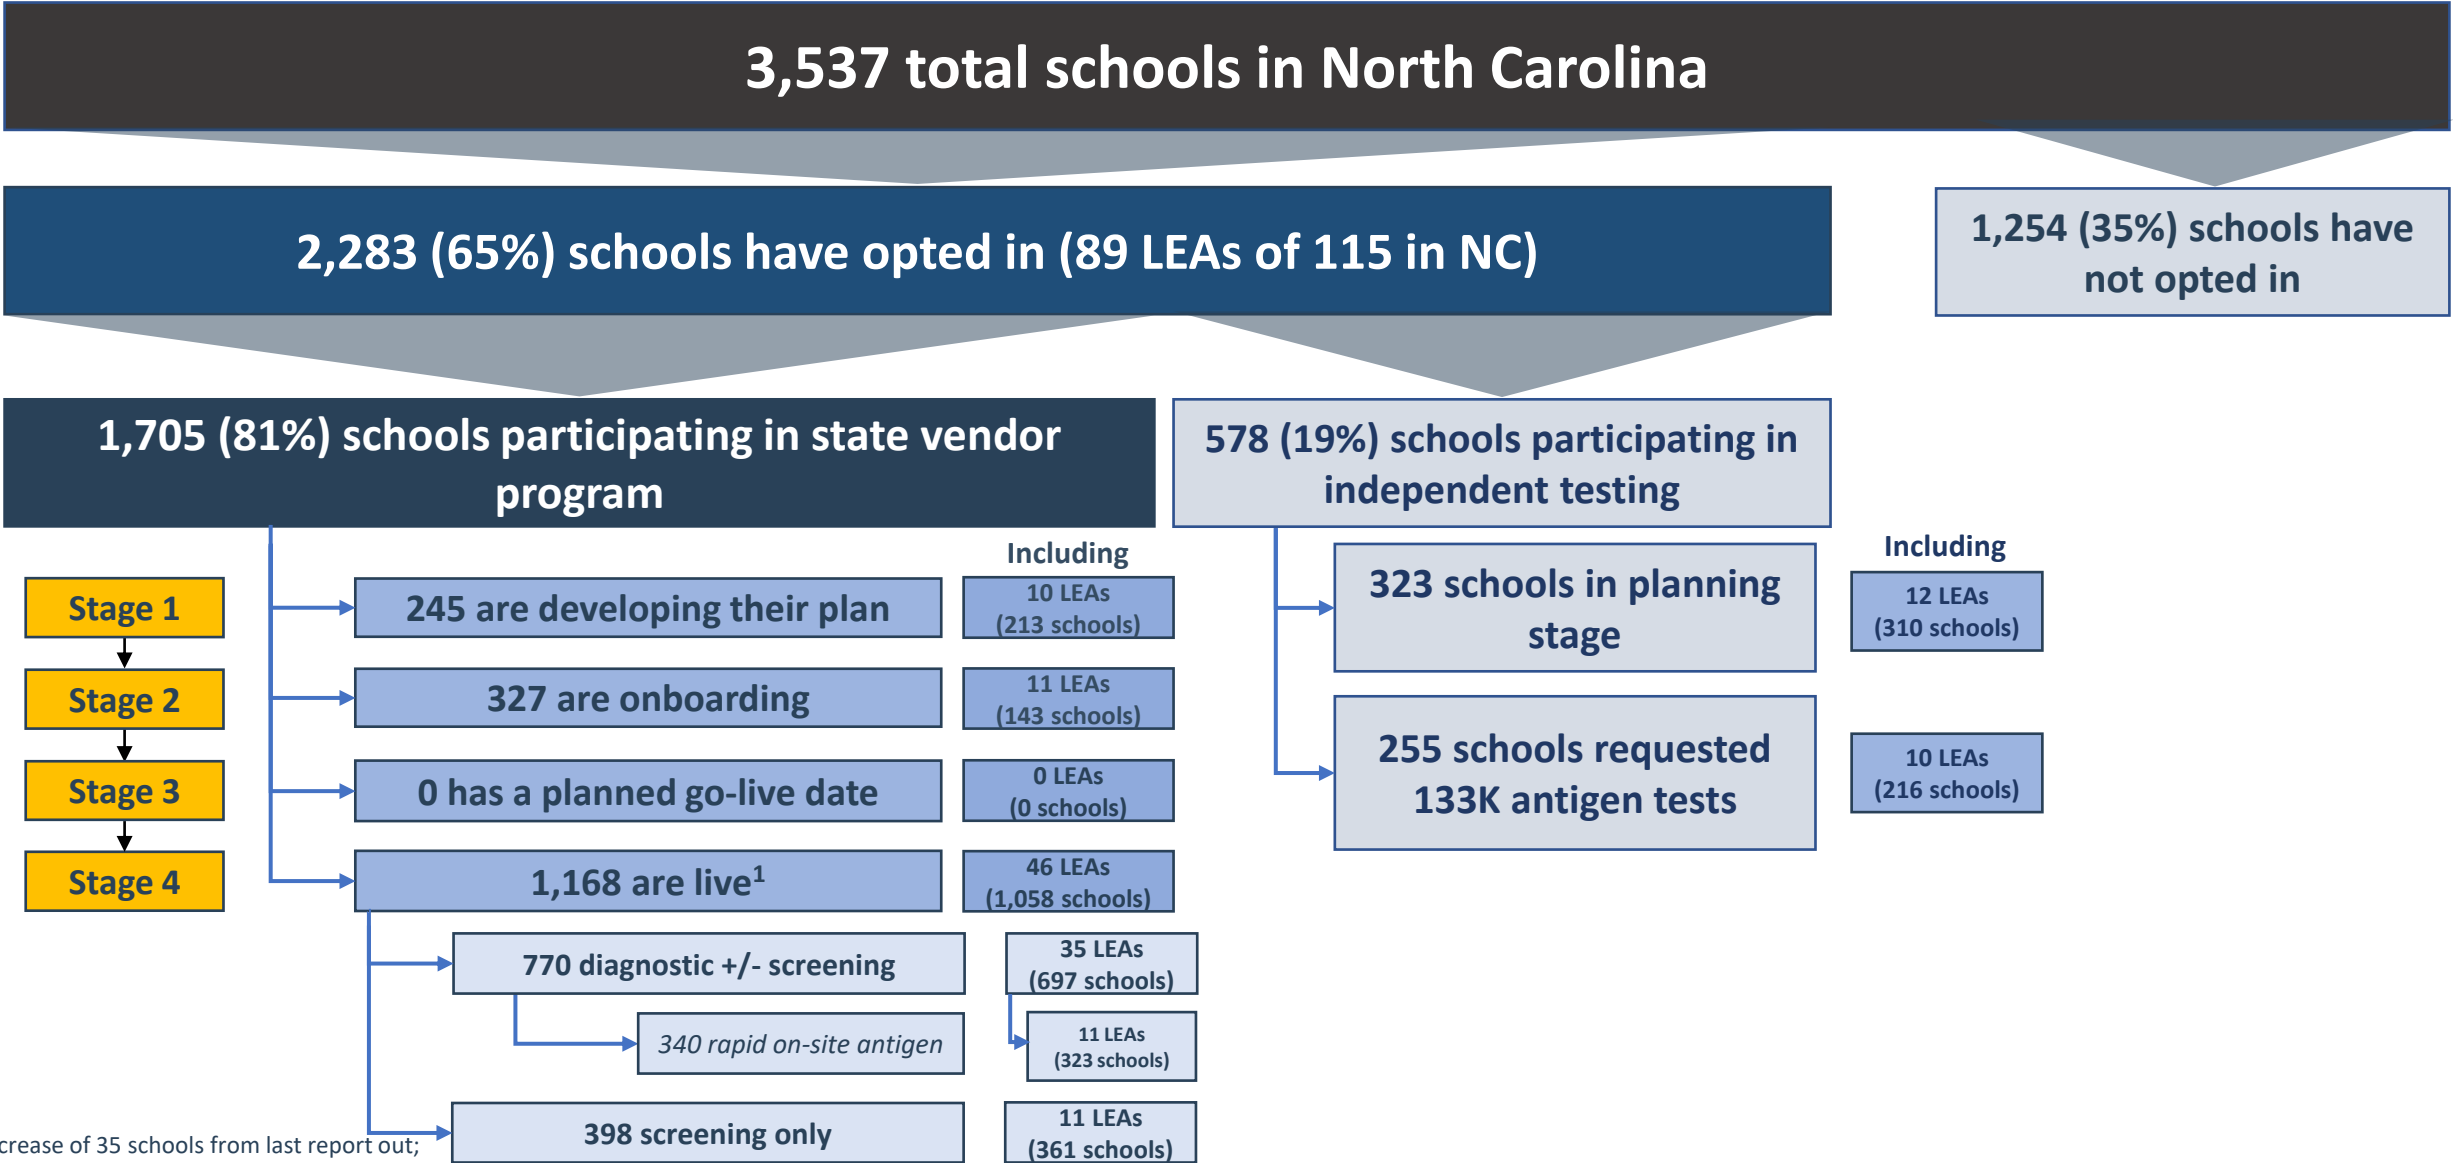 3,537 total schools in North Carolina
2,283 (65%) schools have opted in (89 LEAs of 115 in NC)
1,254 (35%) schools have
not opted in
1,705 (81%) schools participating in state vendor
program
578 (19%) schools participating in
independent testing
Including
Stage 1
245 are developing their plan
10 LEAs
(213 schools)
Stage 2
327 are onboarding
11 LEAs
(143 schools)
Stage 3
0 has a planned go-live date
0 LEAs
(0 schools)
Stage 4
1,168 are live¹
46 LEAs
(1,058 schools)
770 diagnostic +/- screening
35 LEAs
(697 schools)
340 rapid on-site antigen
11 LEAs
(323 schools)
398 screening only
11 LEAs
(361 schools)
Including
323 schools in planning
stage
12 LEAs
(310 schools)
255 schools requested
133K antigen tests
10 LEAs
(216 schools)
of 35 schools from last report out;